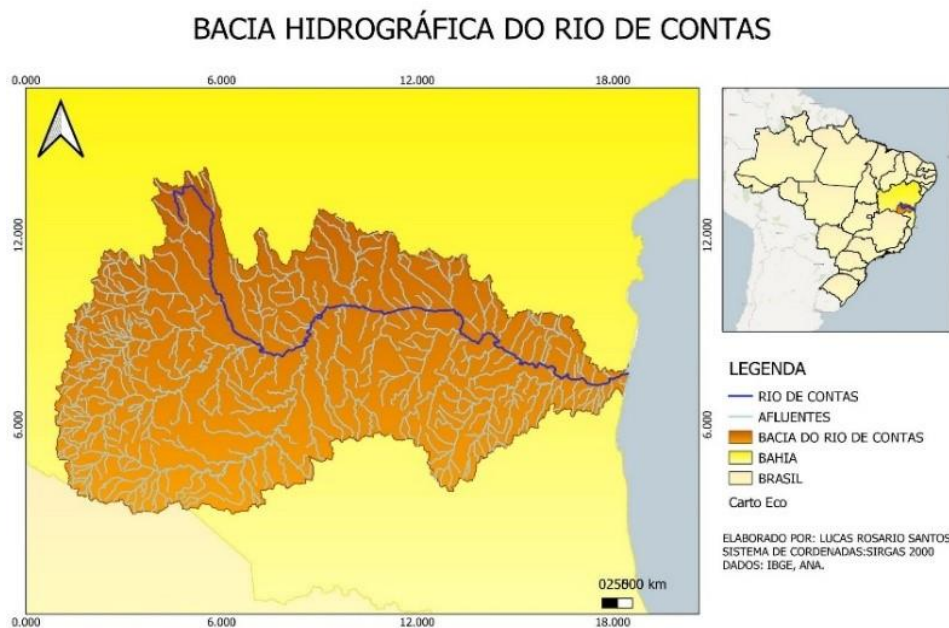 BACIA HIDROGRÁFICA DO RIO DE CONTAS
0.000 6.000 12.000 18.000
12.000 12.000
6.000 6.000
LEGENDA
RIO DE CONTAS
AFLUENTES
BACIA DO RIO DE CONTAS
BAHIA
BRASIL
Carto Eco
ELABORADO POR: LUCAS ROSARIO SANTOS
SISTEMA DE CORDENADAS:SIRGAS 2000
DADOS: IBGE, ANA.
km
0.000 6.000 12.000 18.000